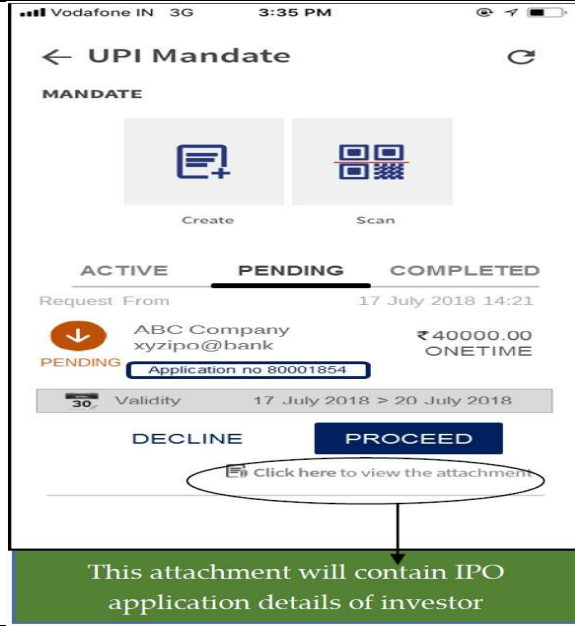 Vodafone IN 3G 3:35 PM
← UPI Mandate
MANDATE
Create Scan
ACTIVE PENDING COMPLETED
Request From 17 July 2018 14:21
ABC Company ₹40000.00
xyzipo@bank ONETIME
PENDING
Application no 80001854
30 Validity 17 July 2018 > 20 July 2018
DECLINE PROCEED
Click here to view the attachment
This attachment will contain IPO
application details of investor